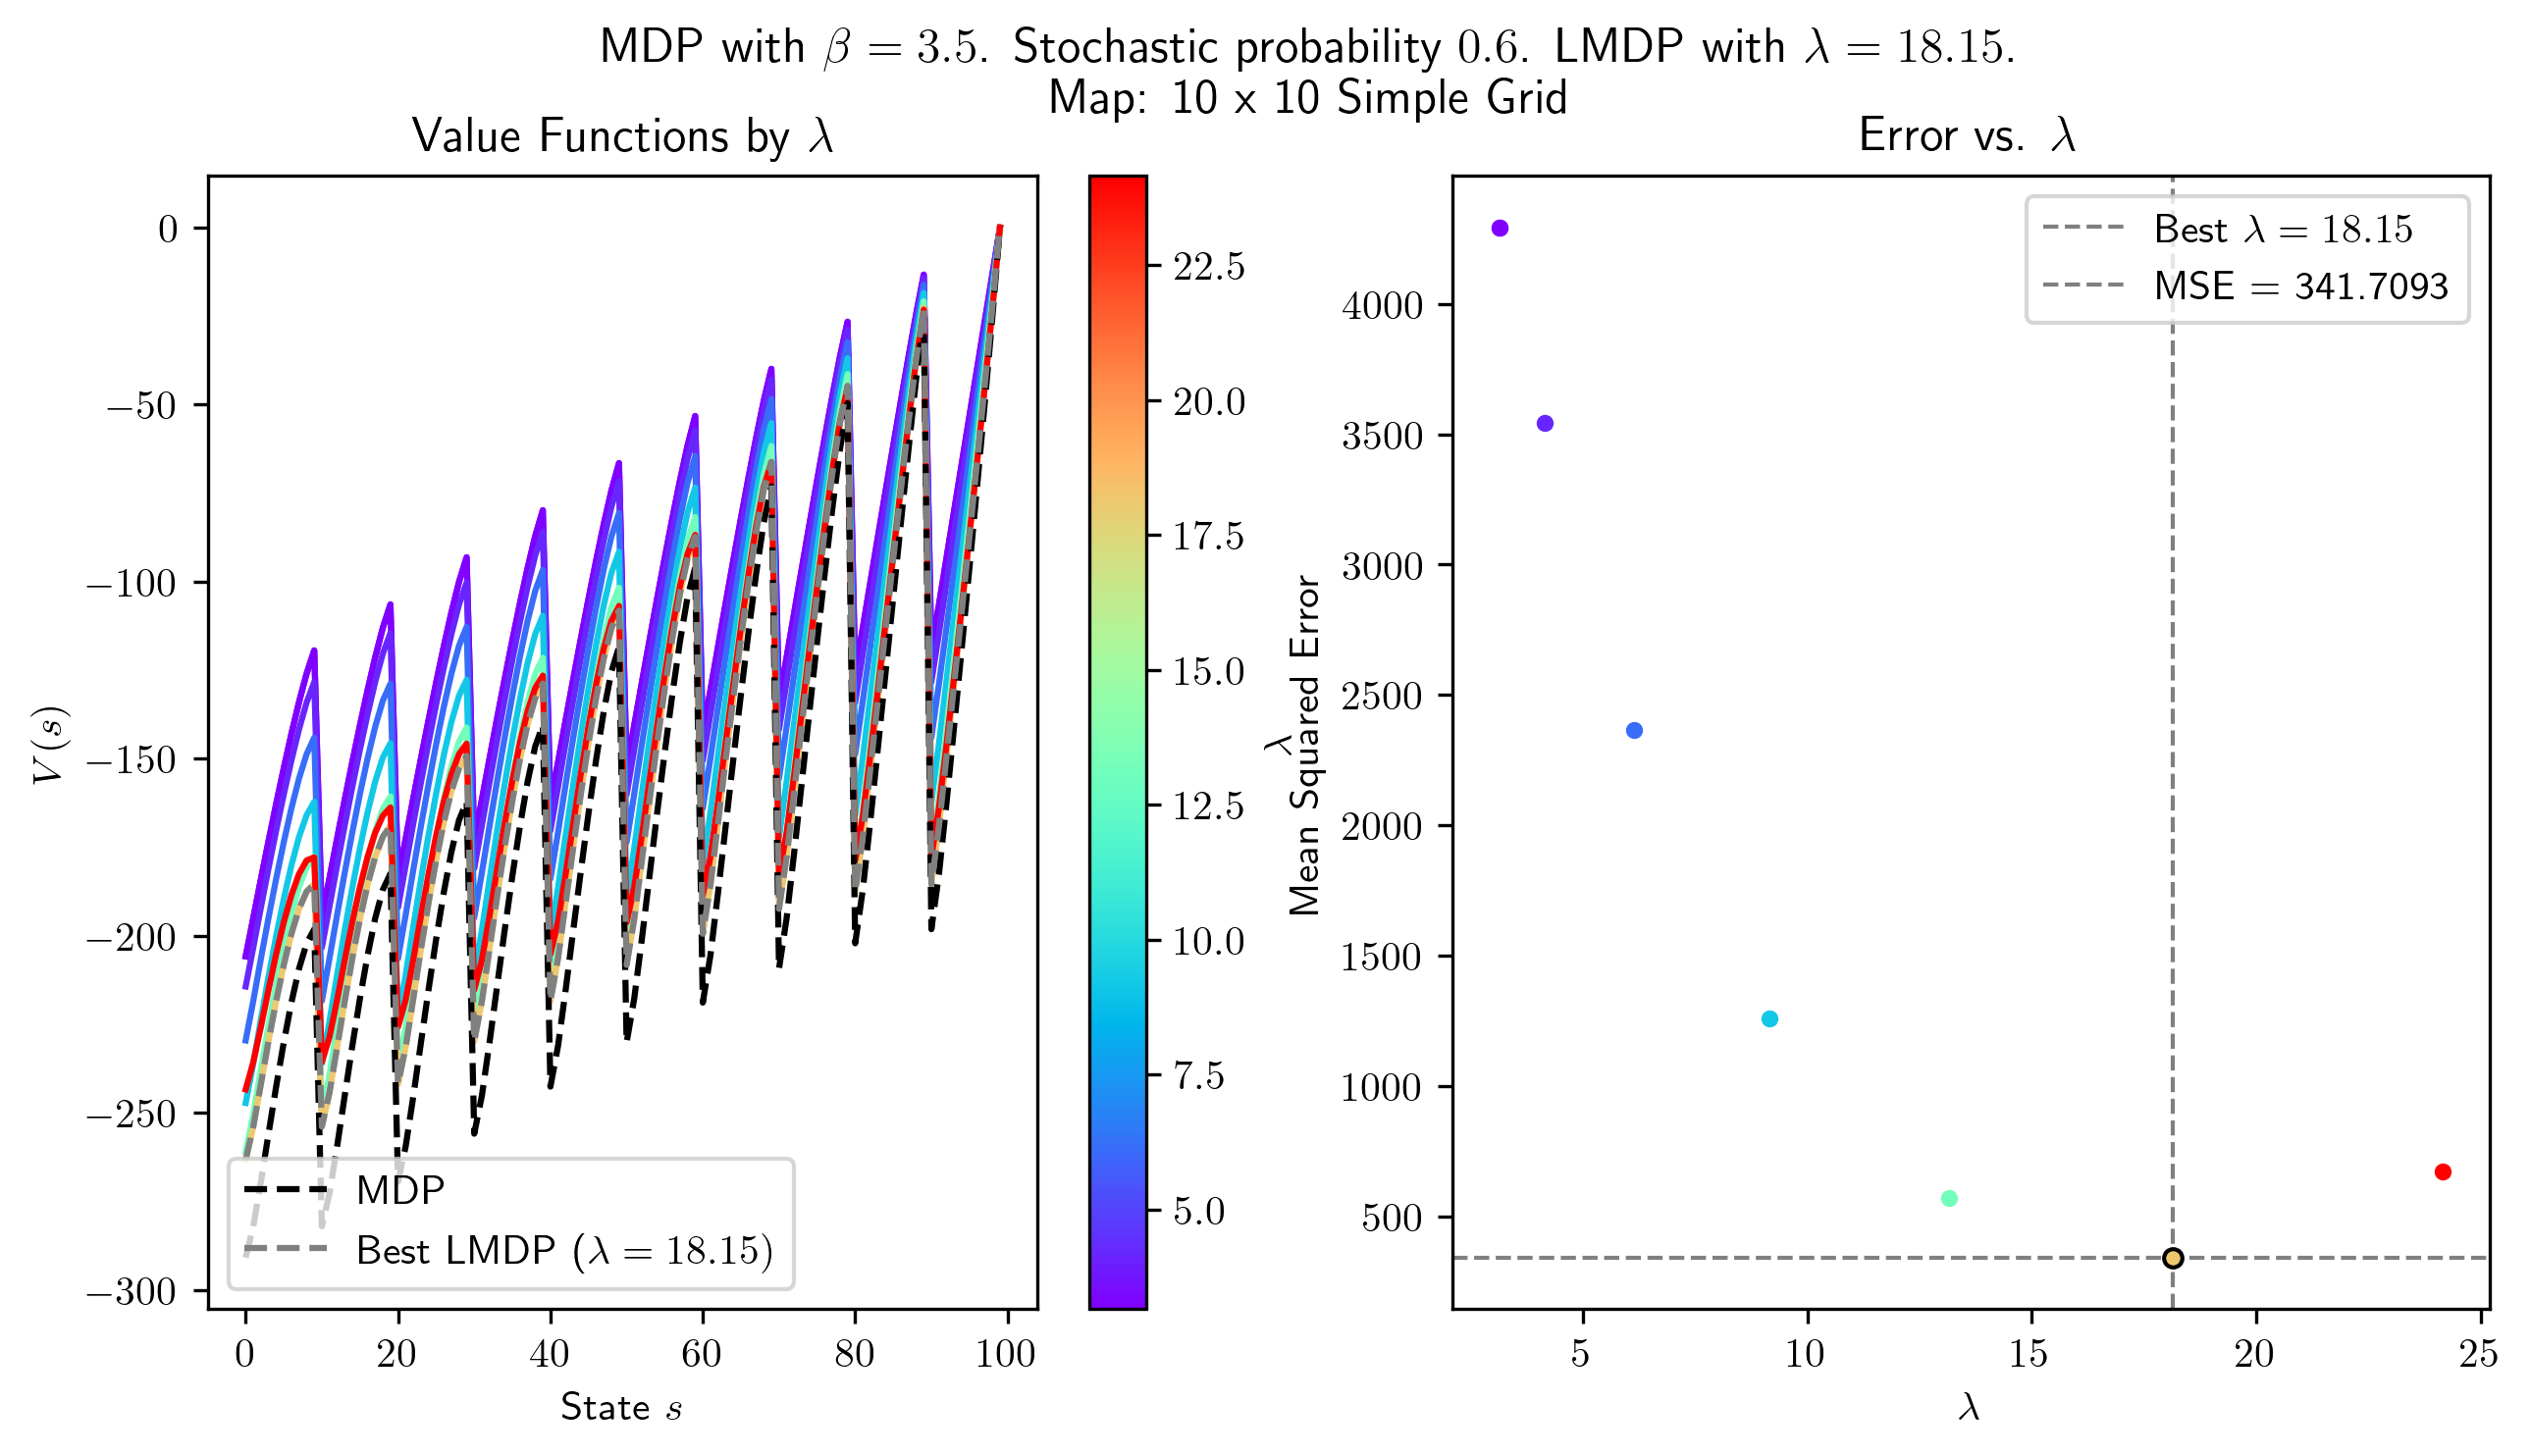 MDP with β = 3.5. Stochastic probability 0.6. LMDP with λ = 18.15.
Map: 10 x 10 Simple Grid
Value Functions by λ
0
−50
−100
−150
−200
−250
−300
V(s)
0 20 40 60 80 100
State s
MDP
Best LMDP (λ = 18.15)
22.5
20.0
17.5
15.0
12.5
10.0
7.5
5.0
λ
Error vs. λ
Mean Squared Error
4000
3500
3000
2500
2000
1500
1000
500
Best λ = 18.15
MSE = 341.7093
5 10 15 20 25
λ